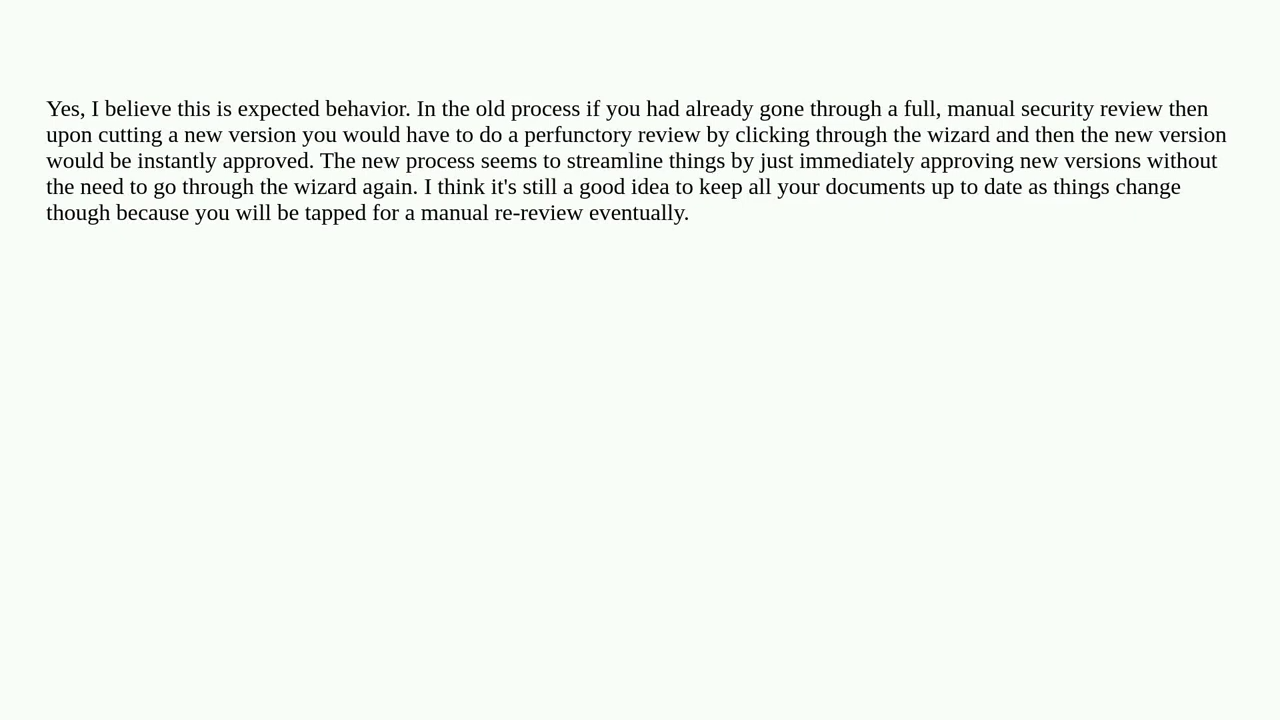 Yes, I believe this is expected behavior. In the old process if you had already gone through a full, manual security review then
upon cutting a new version you would have to do a perfunctory review by clicking through the wizard and then the new version
would be instantly approved. The new process seems to streamline things by just immediately approving new versions without
the need to go through the wizard again. I think it's still a good idea to keep all your documents up to date as things change
though because you will be tapped for a manual re-review eventually.